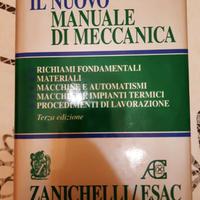 IL NUOVO
MANUALE
DI MECCANICA
RICHIAMI FONDAMENTALI
MATERIALI
MACCHINE E AUTOMATISMI
MACCHINE E IMPIANTI TERMICI
PROCEDIMENTI DI LAVORAZIONE
Terza edizione
ZANICHELLI/ESAC